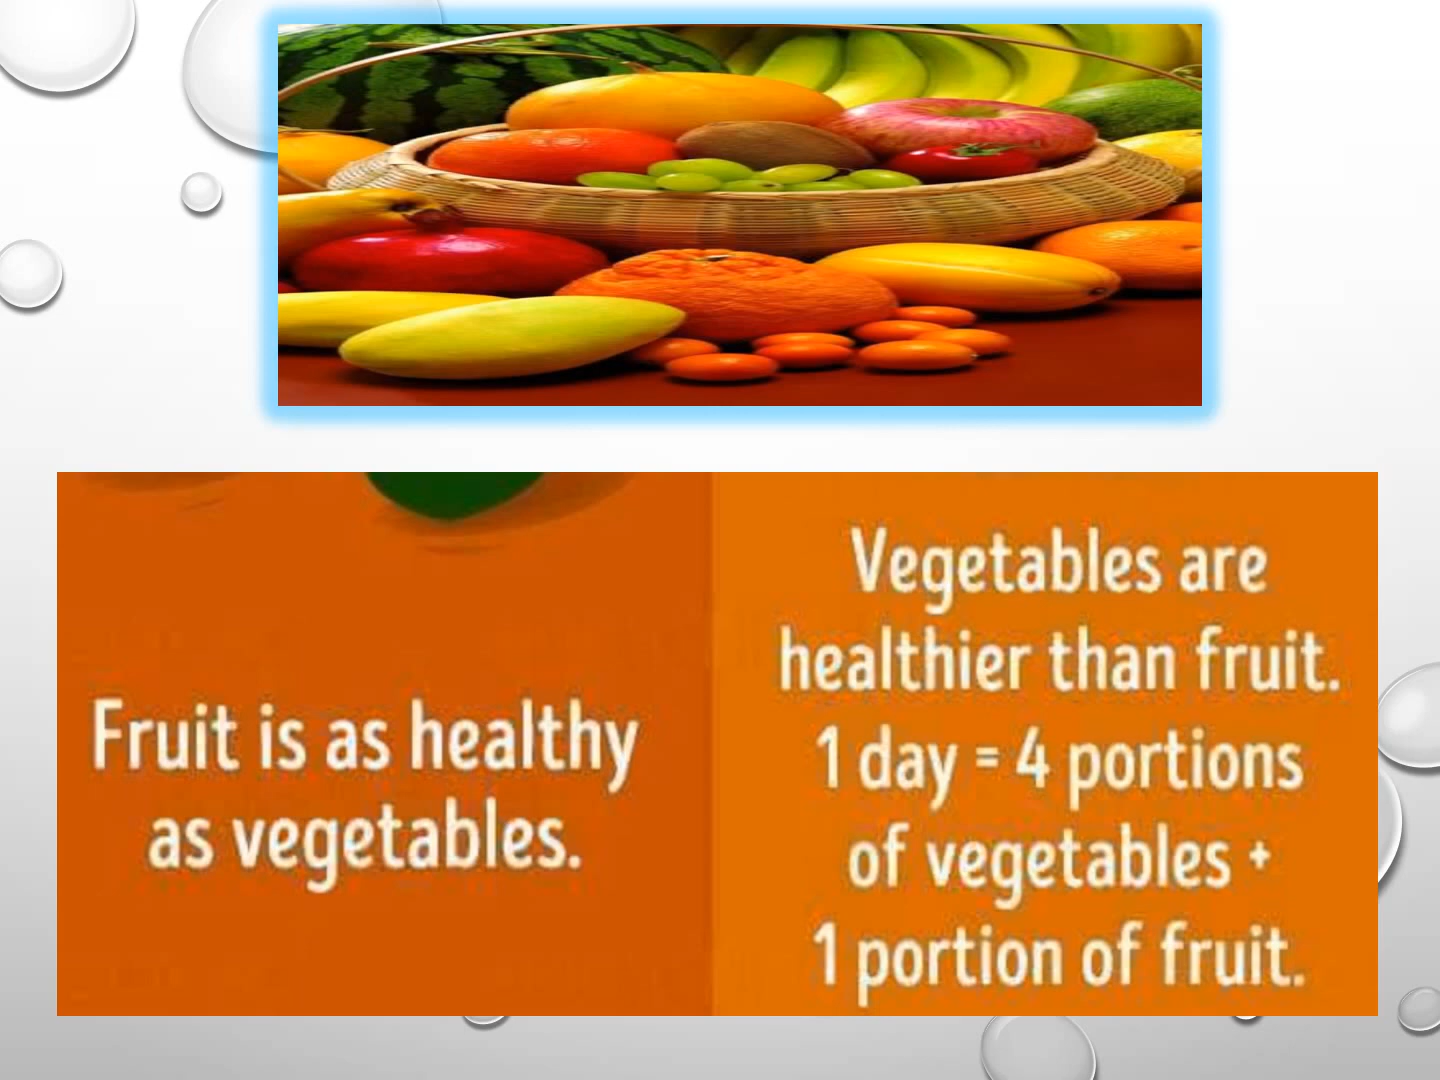 Fruit is as healthy
as vegetables.
Vegetables are
healthier than fruit.
1 day = 4 portions
of vegetables +
1 portion of fruit.